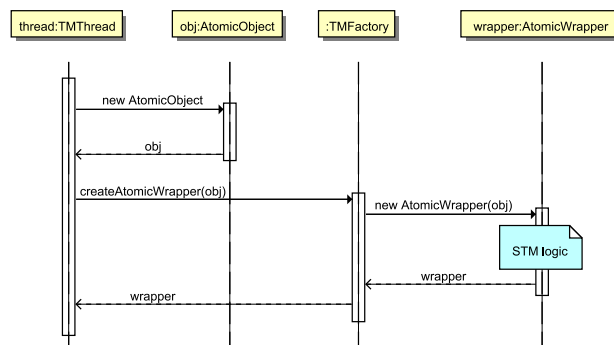 thread:TMThread
obj:AtomicObject
:TMFactory
wrapper:AtomicWrapper
new AtomicObject
obj
createAtomicWrapper(obj)
new AtomicWrapper(obj)
STM logic
wrapper
wrapper